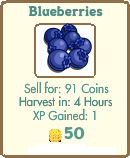 Blueberries
Sell for: 91 Coins
Harvest in: 4 Hours
XP Gained: 1
50